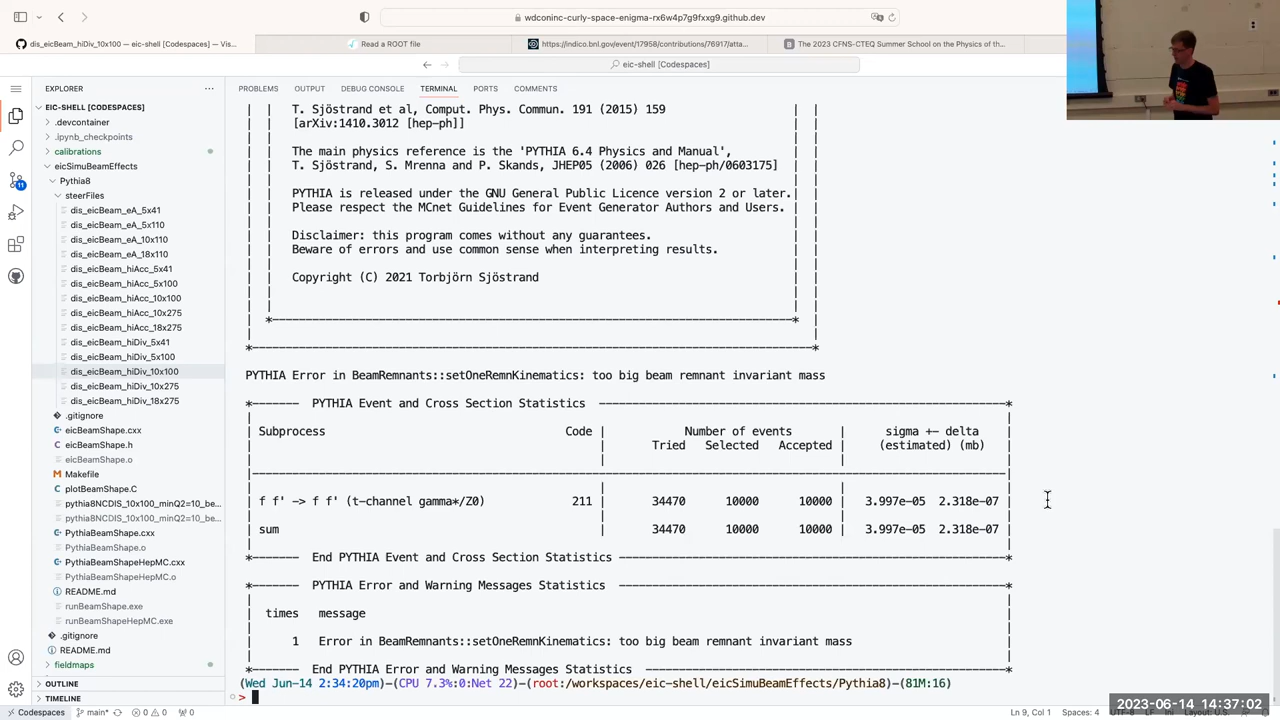 wdconinc-curly-space-enigma-rx6w4p7g9fxxg9.github.dev
dis_eicBeam_hiDiv_10x100 — eic-shell [Codespaces] — Vis...
Read a ROOT file
https://indico.bnl.gov/event/17958/contributions/76917/atta...
The 2023 CFNS-CTEQ Summer School on the Physics of th...
eic-shell [Codespaces]
EXPLORER
PROBLEMS OUTPUT DEBUG CONSOLE TERMINAL PORTS COMMENTS
EIC-SHELL [CODESPACES]
.devcontainer
.ipynb_checkpoints
calibrations
eicSimuBeamEffects
Pythia8
steerFiles
dis_eicBeam_eA_5x41
dis_eicBeam_eA_5x110
dis_eicBeam_eA_10x110
dis_eicBeam_eA_18x110
dis_eicBeam_hiAcc_5x41
dis_eicBeam_hiAcc_5x100
dis_eicBeam_hiAcc_10x100
dis_eicBeam_hiAcc_10x275
dis_eicBeam_hiAcc_18x275
dis_eicBeam_hiDiv_5x41
dis_eicBeam_hiDiv_5x100
dis_eicBeam_hiDiv_10x100
dis_eicBeam_hiDiv_10x275
dis_eicBeam_hiDiv_18x275
.gitignore
eicBeamShape.cxx
eicBeamShape.h
eicBeamShape.o
Makefile
plotBeamShape.C
pythia8NCDIS_10x100_minQ2=10_be...
pythia8NCDIS_10x100_minQ2=10_be...
PythiaBeamShape.cxx
PythiaBeamShape.o
PythiaBeamShapeHepMC.cxx
PythiaBeamShapeHepMC.o
README.md
runBeamShape.exe
runBeamShapeHepMC.exe
.gitignore
README.md
fieldmaps
OUTLINE
TIMELINE
11
T. Sjöstrand et al, Comput. Phys. Commun. 191 (2015) 159
[arXiv:1410.3012 [hep-ph]]
The main physics reference is the 'PYTHIA 6.4 Physics and Manual',
T. Sjöstrand, S. Mrenna and P. Skands, JHEP05 (2006) 026 [hep-ph/0603175]
PYTHIA is released under the GNU General Public Licence version 2 or later.
Please respect the MCnet Guidelines for Event Generator Authors and Users.
Disclaimer: this program comes without any guarantees.
Beware of errors and use common sense when interpreting results.
Copyright (C) 2021 Torbjörn Sjöstrand
PYTHIA Error in BeamRemnants::setOneRemnKinematics: too big beam remnant invariant mass
*------- PYTHIA Event and Cross Section Statistics -------*
Subprocess Code | Number of events | sigma +- delta
| Tried Selected Accepted | (estimated) (mb)
f f' -> f f' (t-channel gamma*/Z0) 211 | 34470 10000 10000 | 3.997e-05 2.318e-07
sum | 34470 10000 10000 | 3.997e-05 2.318e-07
*------- End PYTHIA Event and Cross Section Statistics -------*
*------- PYTHIA Error and Warning Messages Statistics -------*
times message
1 Error in BeamRemnants::setOneRemnKinematics: too big beam remnant invariant mass
*------- End PYTHIA Error and Warning Messages Statistics -------*
(Wed Jun-14 2:34:20pm)-(CPU 7.3%:0:Net 22)-(root:/workspaces/eic-shell/eicSimuBeamEffects/Pythia8)-(81M:16)
>
Codespaces main* 0 0 0 Ln 9, Col 1 Spaces: 4
2023-06-14 14:37:02